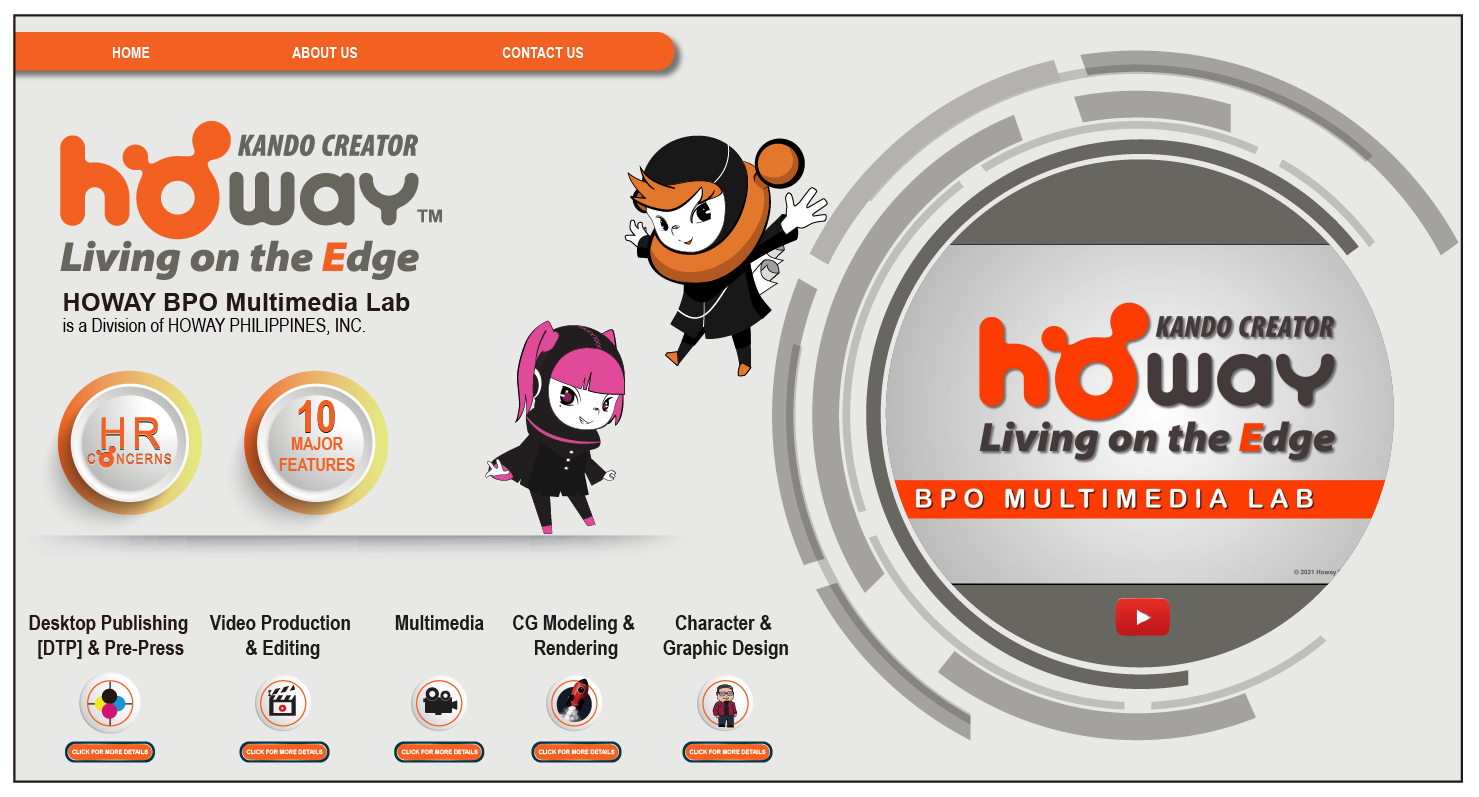 HOME ABOUT US CONTACT US
KANDO CREATOR
howay TM
Living on the Edge
HOWAY BPO Multimedia Lab
is a Division of HOWAY PHILIPPINES, INC.
HR
CONCERNS
10
MAJOR
FEATURES
KANDO CREATOR
howay
Living on the Edge
BPO MULTIMEDIA LAB
© 2021 Howay
Desktop Publishing
[DTP] & Pre-Press
CLICK FOR MORE DETAILS
Video Production
& Editing
CLICK FOR MORE DETAILS
Multimedia
CLICK FOR MORE DETAILS
CG Modeling &
Rendering
CLICK FOR MORE DETAILS
Character &
Graphic Design
CLICK FOR MORE DETAILS